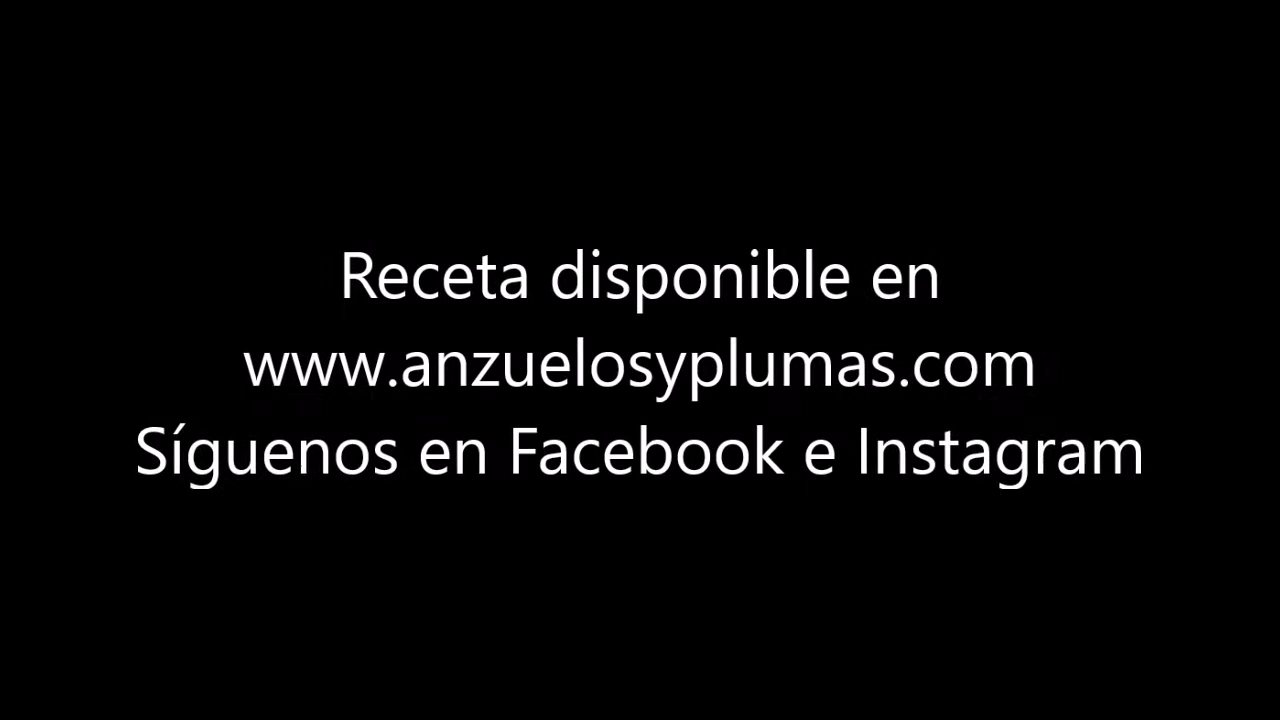 Receta disponible en
www.anzuelosyplumas.com
Síguenos en Facebook e Instagram